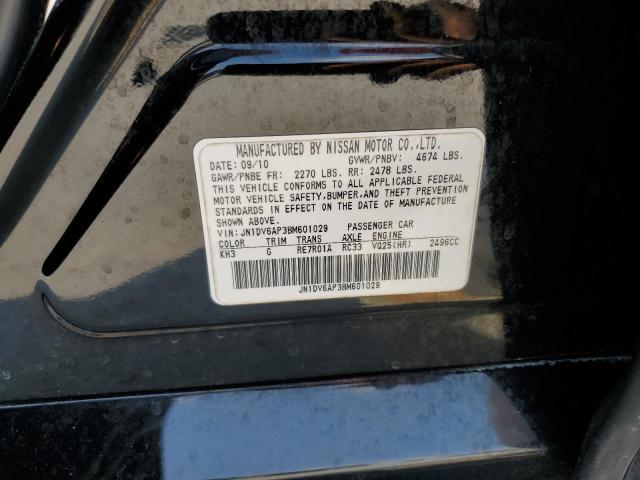 MANUFACTURED BY NISSAN MOTOR CO.,LTD.
DATE: 09/10 GVWR/PNBV: 4674 LBS.
GAWR/PNBE FR: 2270 LBS. RR: 2478 LBS.
THIS VEHICLE CONFORMS TO ALL APPLICABLE FEDERAL
MOTOR VEHICLE SAFETY,BUMPER,AND THEFT PREVENTION
STANDARDS IN EFFECT ON THE DATE OF MANUFACTURE
VIN: JN1DV6AP3BM601029 PASSENGER CAR
COLOR TRIM TRANS AXLE ENGINE
KH3 G RE7R01A RC33 VQ25(HR) 2496CC
JN1DV6AP3BM601029